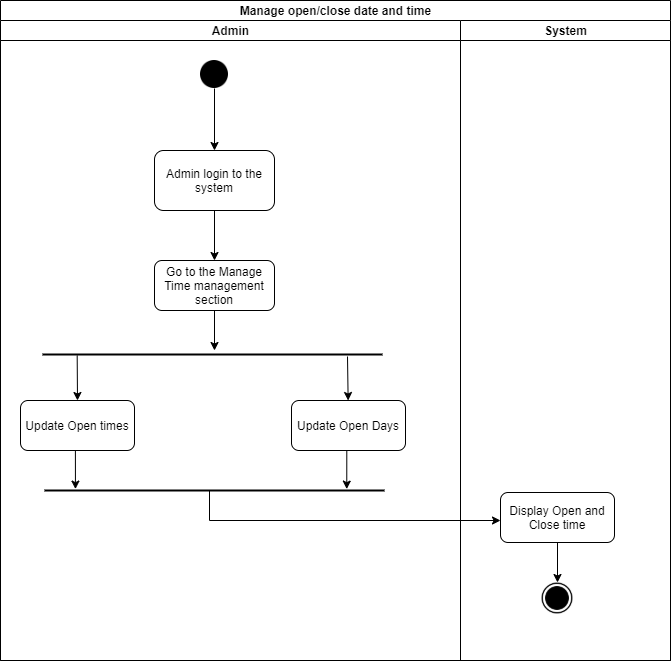 Manage open/close date and time
Admin
System
Admin login to the
system
Go to the Manage
Time management
section
Update Open times
Update Open Days
Display Open and
Close time